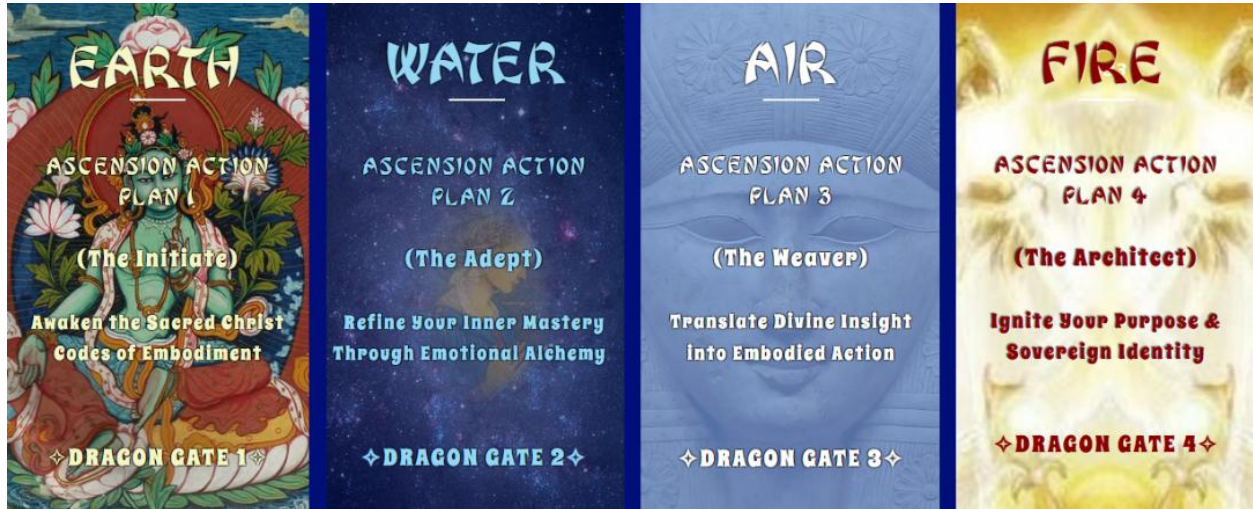 EARTH
ASCENSION ACTION
PLAN 1
(The Initiate)
Awaken the Sacred Christ
Codes of Embodiment
✧DRAGON GATE 1✧
WATER
ASCENSION ACTION
PLAN 2
(The Adept)
Refine Your Inner Mastery
Through Emotional Alchemy
✧DRAGON GATE 2✧
AIR
ASCENSION ACTION
PLAN 3
(The Weaver)
Translate Divine Insight
into Embodied Action
✧DRAGON GATE 3✧
FIRE
ASCENSION ACTION
PLAN 4
(The Architect)
Ignite Your Purpose &
Sovereign Identity
✧DRAGON GATE 4✧